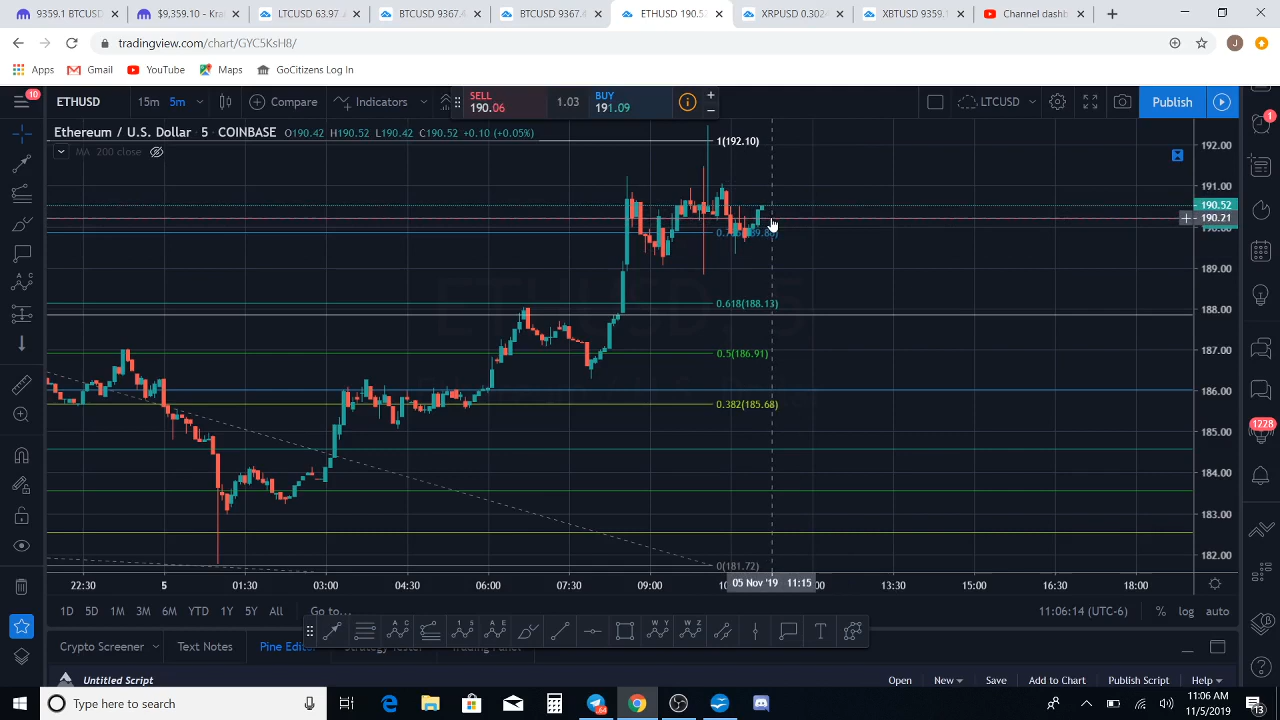 $9359.10 ·
$9,359.10 - Kra
LTCUSD 63.97
BTCUSD 9367.4
BTCUSD 9367.4
ETHUSD 190.5
XRPUSD 0.3
XBTUSD 9359.1
Channel dashb
tradingview.com/chart/GYC5KsH8/
J
Apps
Gmail
YouTube
Maps
GoCitizens Log In
10
ETHUSD
15m
5m
Compare
Indicators
SELL
190.06
1.03
BUY
191.09
LTCUSD
Publish
Ethereum / U.S. Dollar · 5 · COINBASE O190.42 H190.52 L190.42 C190.52 +0.10 (+0.05%)
MA 200 close
1(192.10)
0.618(188.13)
0.5(186.91)
0.382(185.68)
0(181.72)
192.00
191.00
190.52
190.21
189.00
188.00
187.00
186.00
185.00
184.00
183.00
182.00
1
1228
22:30
5
01:30
03:00
04:30
06:00
07:30
09:00
05 Nov '19 11:15
13:30
15:00
16:30
18:00
1D
5D
1M
3M
6M
YTD
1Y
5Y
All
Go to...
11:06:14 (UTC-6)
%
log
auto
Crypto Screener
Text Notes
Pine Editor
Strategy Tester
Trading Panel
Untitled Script
Open
New
Save
Add to Chart
Publish Script
Help
Type here to search
11:06 AM
11/5/2019